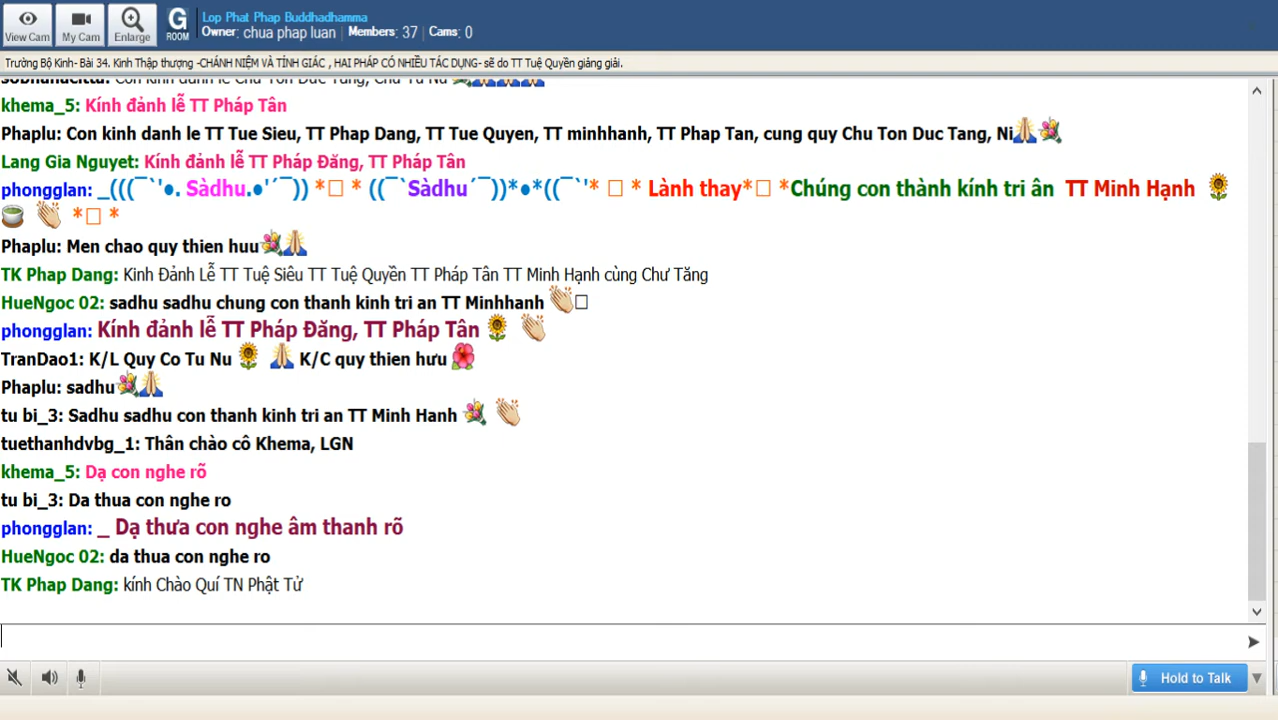 View Cam
My Cam
Enlarge
G
ROOM
Lop Phat Phap Buddhadhamma
Owner: chua phap luan | Members: 37 | Cams: 0
Trường Bộ Kinh- Bài 34. Kinh Thập thượng -CHÁNH NIỆM VÀ TỈNH GIÁC , HAI PHÁP CÓ NHIỀU TÁC DỤNG- sẽ do TT Tuệ Quyền giảng giải.
khema_5: Kính đảnh lễ TT Pháp Tân
Phaplu: Con kinh danh le TT Tue Sieu, TT Phap Dang, TT Tue Quyen, TT minhhanh, TT Phap Tan, cung quy Chu Ton Duc Tang, Ni
Lang Gia Nguyet: Kính đảnh lễ TT Pháp Đăng, TT Pháp Tân
phongglan: _(((¯`'●. Sàdhu.●'´¯)) *□ * ((¯`Sàdhu´¯))*●*((¯`'* □ * Lành thay*□ *Chúng con thành kính tri ân TT Minh Hạnh
*□ *
Phaplu: Men chao quy thien huu
TK Phap Dang: Kinh Đảnh Lễ TT Tuệ Siêu TT Tuệ Quyền TT Pháp Tân TT Minh Hạnh cùng Chư Tăng
HueNgoc 02: sadhu sadhu chung con thanh kinh tri an TT Minhhanh
phongglan: Kính đảnh lễ TT Pháp Đăng, TT Pháp Tân
TranDao1: K/L Quy Co Tu Nu K/C quy thien hưu
Phaplu: sadhu
tu bi_3: Sadhu sadhu con thanh kinh tri an TT Minh Hanh
tuethanhdvbg_1: Thân chào cô Khema, LGN
khema_5: Dạ con nghe rõ
tu bi_3: Da thua con nghe ro
phongglan: _ Dạ thưa con nghe âm thanh rõ
HueNgoc 02: da thua con nghe ro
TK Phap Dang: kính Chào Quí TN Phật Tử
Hold to Talk